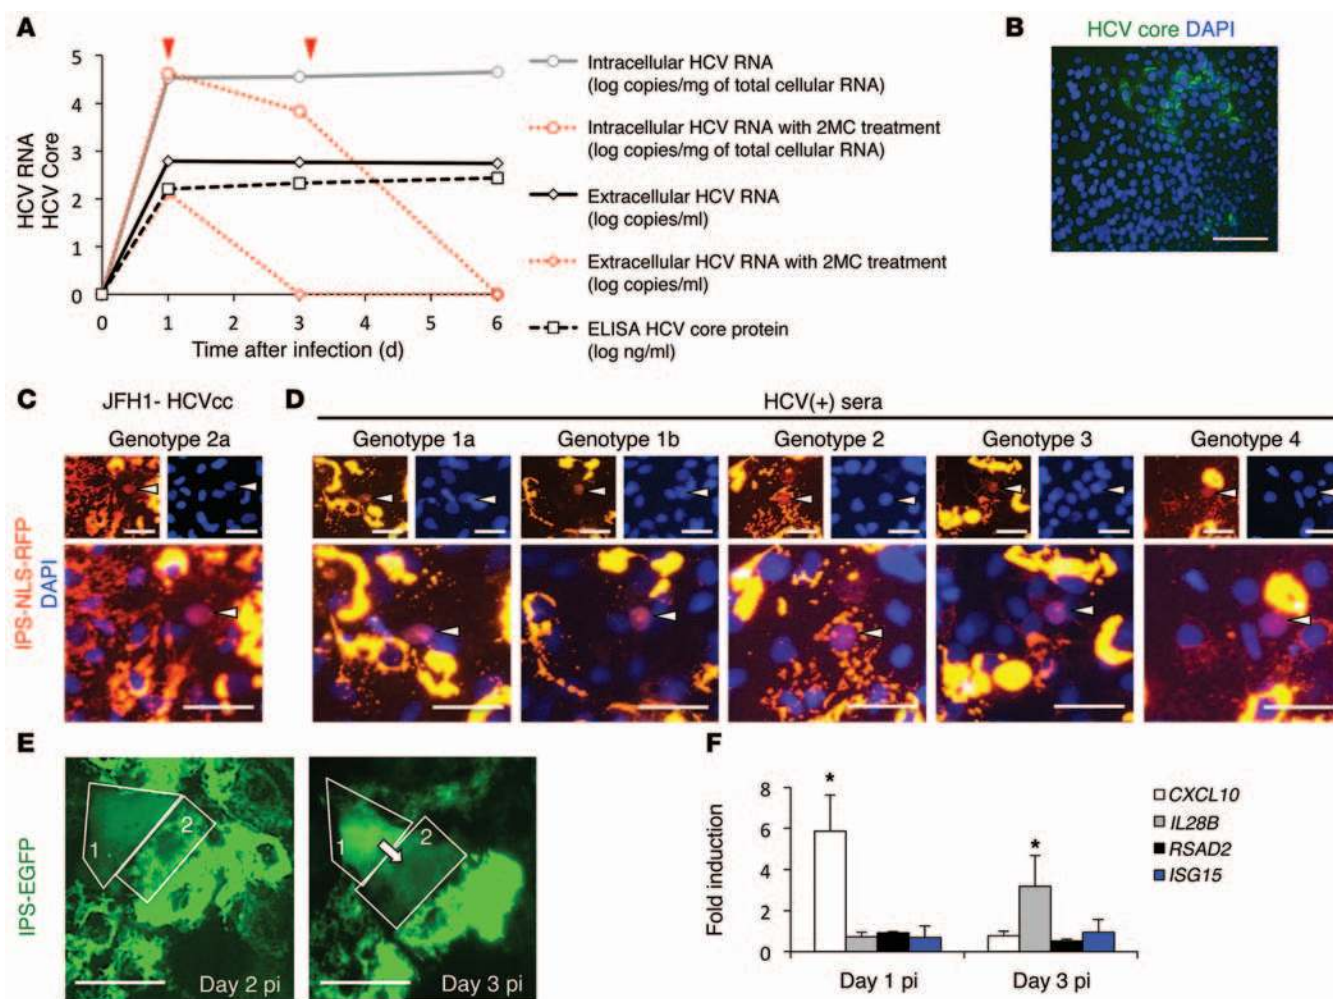 A
HCV RNA
HCV Core
5
4
3
2
1
0
0
1
2
3
4
5
6
Time after infection (d)
Intracellular HCV RNA
(log copies/mg of total cellular RNA)
Intracellular HCV RNA with 2MC treatment
(log copies/mg of total cellular RNA)
Extracellular HCV RNA
(log copies/ml)
Extracellular HCV RNA with 2MC treatment
(log copies/ml)
ELISA HCV core protein
(log ng/ml)
B
HCV core DAPI
C
JFH1- HCVcc
Genotype 2a
IPS-NLS-RFP
DAPI
D
HCV(+) sera
Genotype 1a
Genotype 1b
Genotype 2
Genotype 3
Genotype 4
E
IPS-EGFP
1
2
Day 2 pi
1
2
Day 3 pi
F
Fold induction
8
6
4
2
0
*
*
Day 1 pi
Day 3 pi
CXCL10
IL28B
RSAD2
ISG15